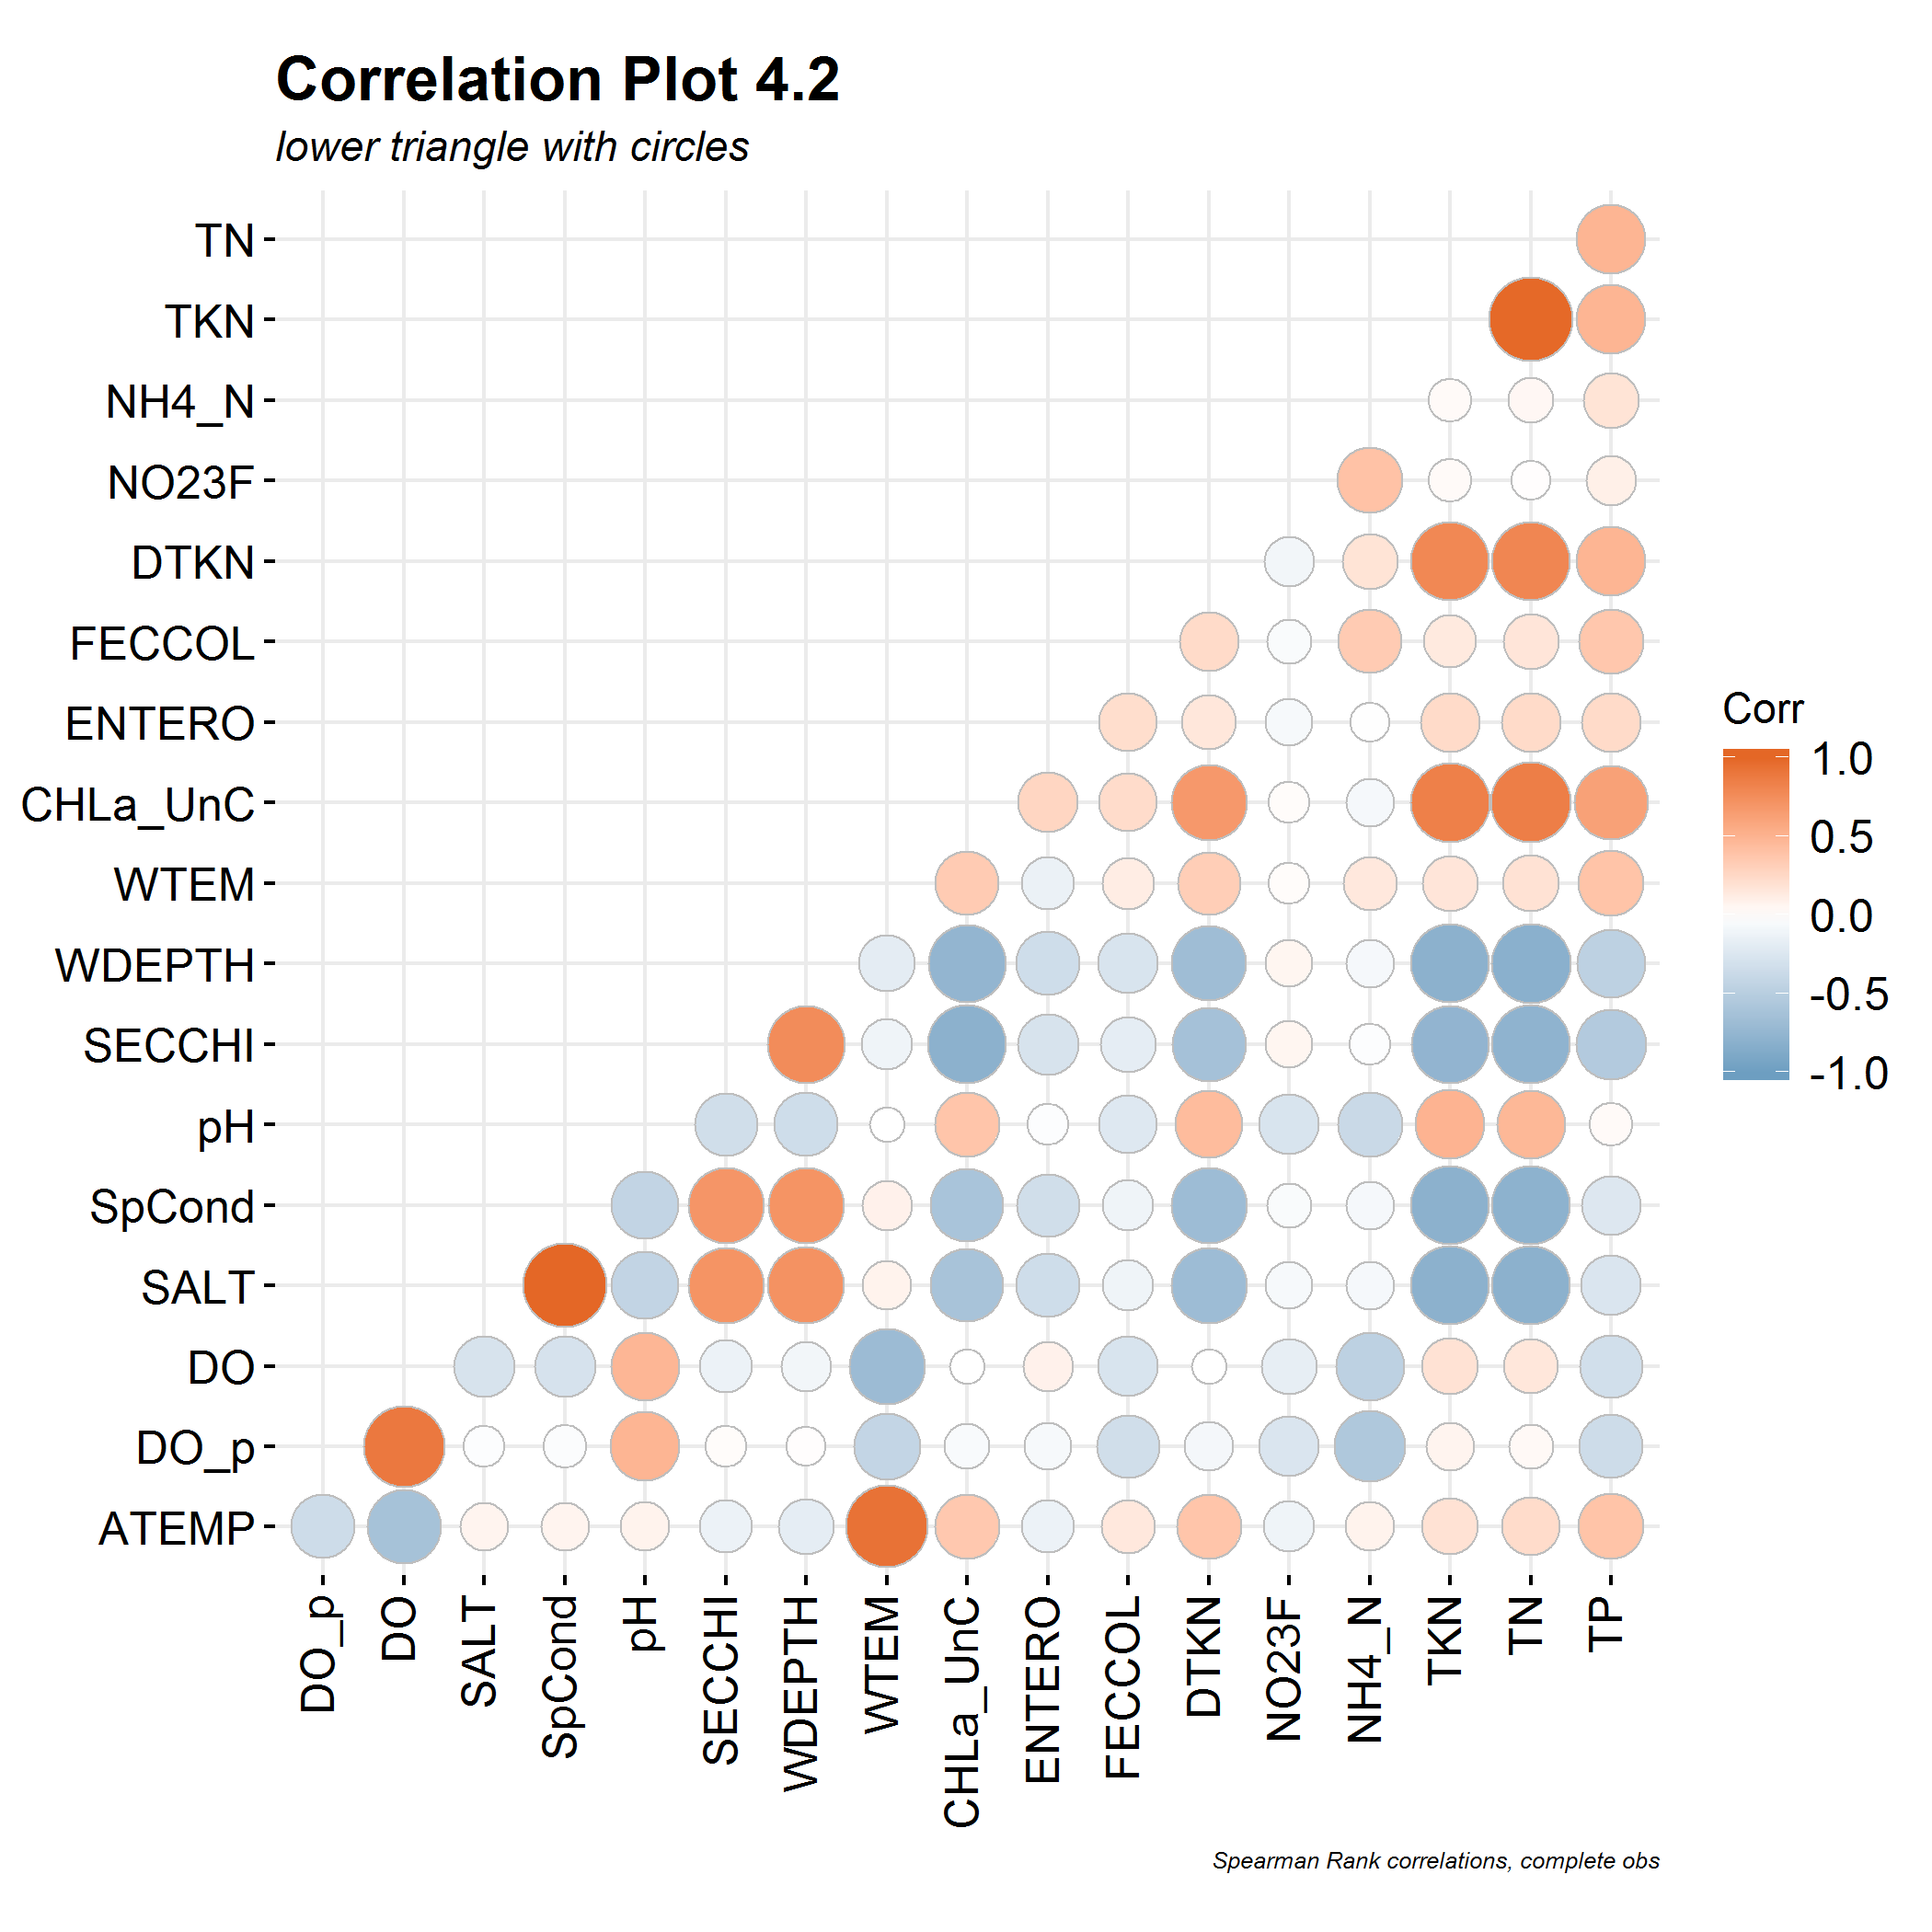 Correlation Plot 4.2
lower triangle with circles
TN
TKN
NH4_N
NO23F
DTKN
FECCOL
ENTERO
CHLa_UnC
WTEM
WDEPTH
SECCHI
pH
SpCond
SALT
DO
DO_p
ATEMP
DO_p
DO
SALT
SpCond
pH
SECCHI
WDEPTH
WTEM
CHLa_UnC
ENTERO
FECCOL
DTKN
NO23F
NH4_N
TKN
TN
TP
Corr
1.0
0.5
0.0
-0.5
-1.0
Spearman Rank correlations, complete obs